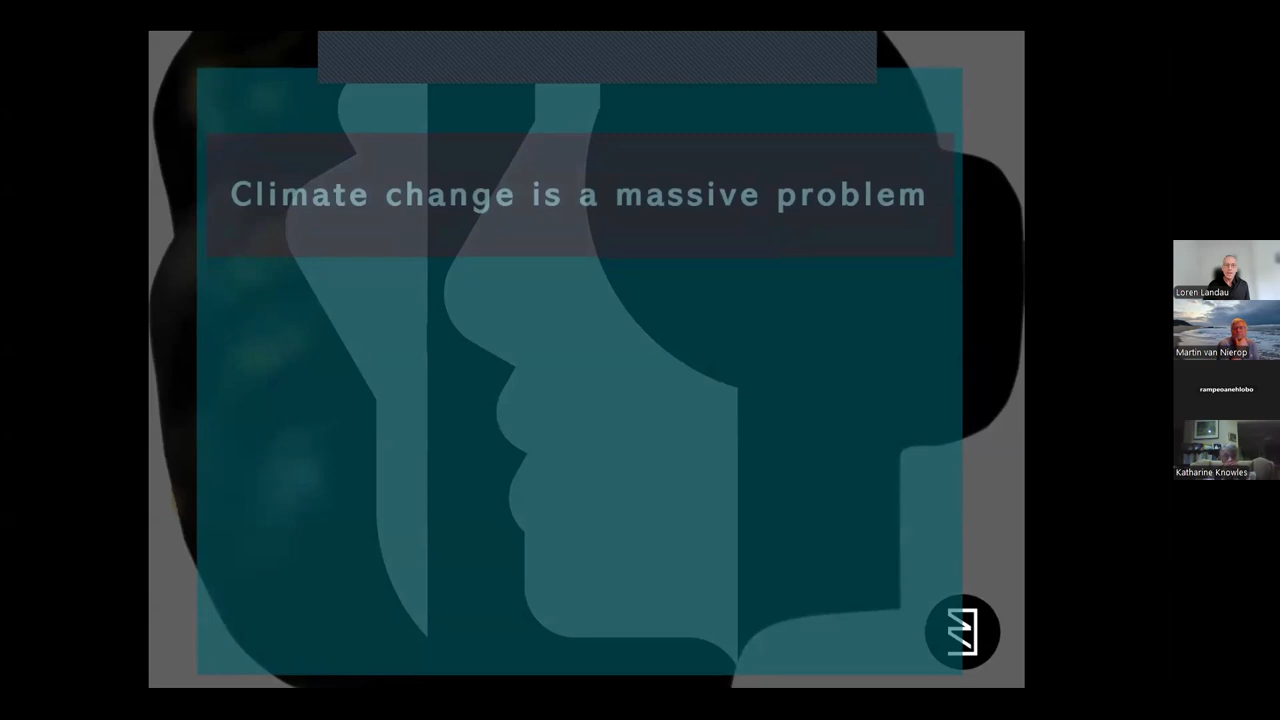 Climate change is a massive problem
Loren Landau
Martin van Nierop
rampeoanehlobo
Katharine Knowles